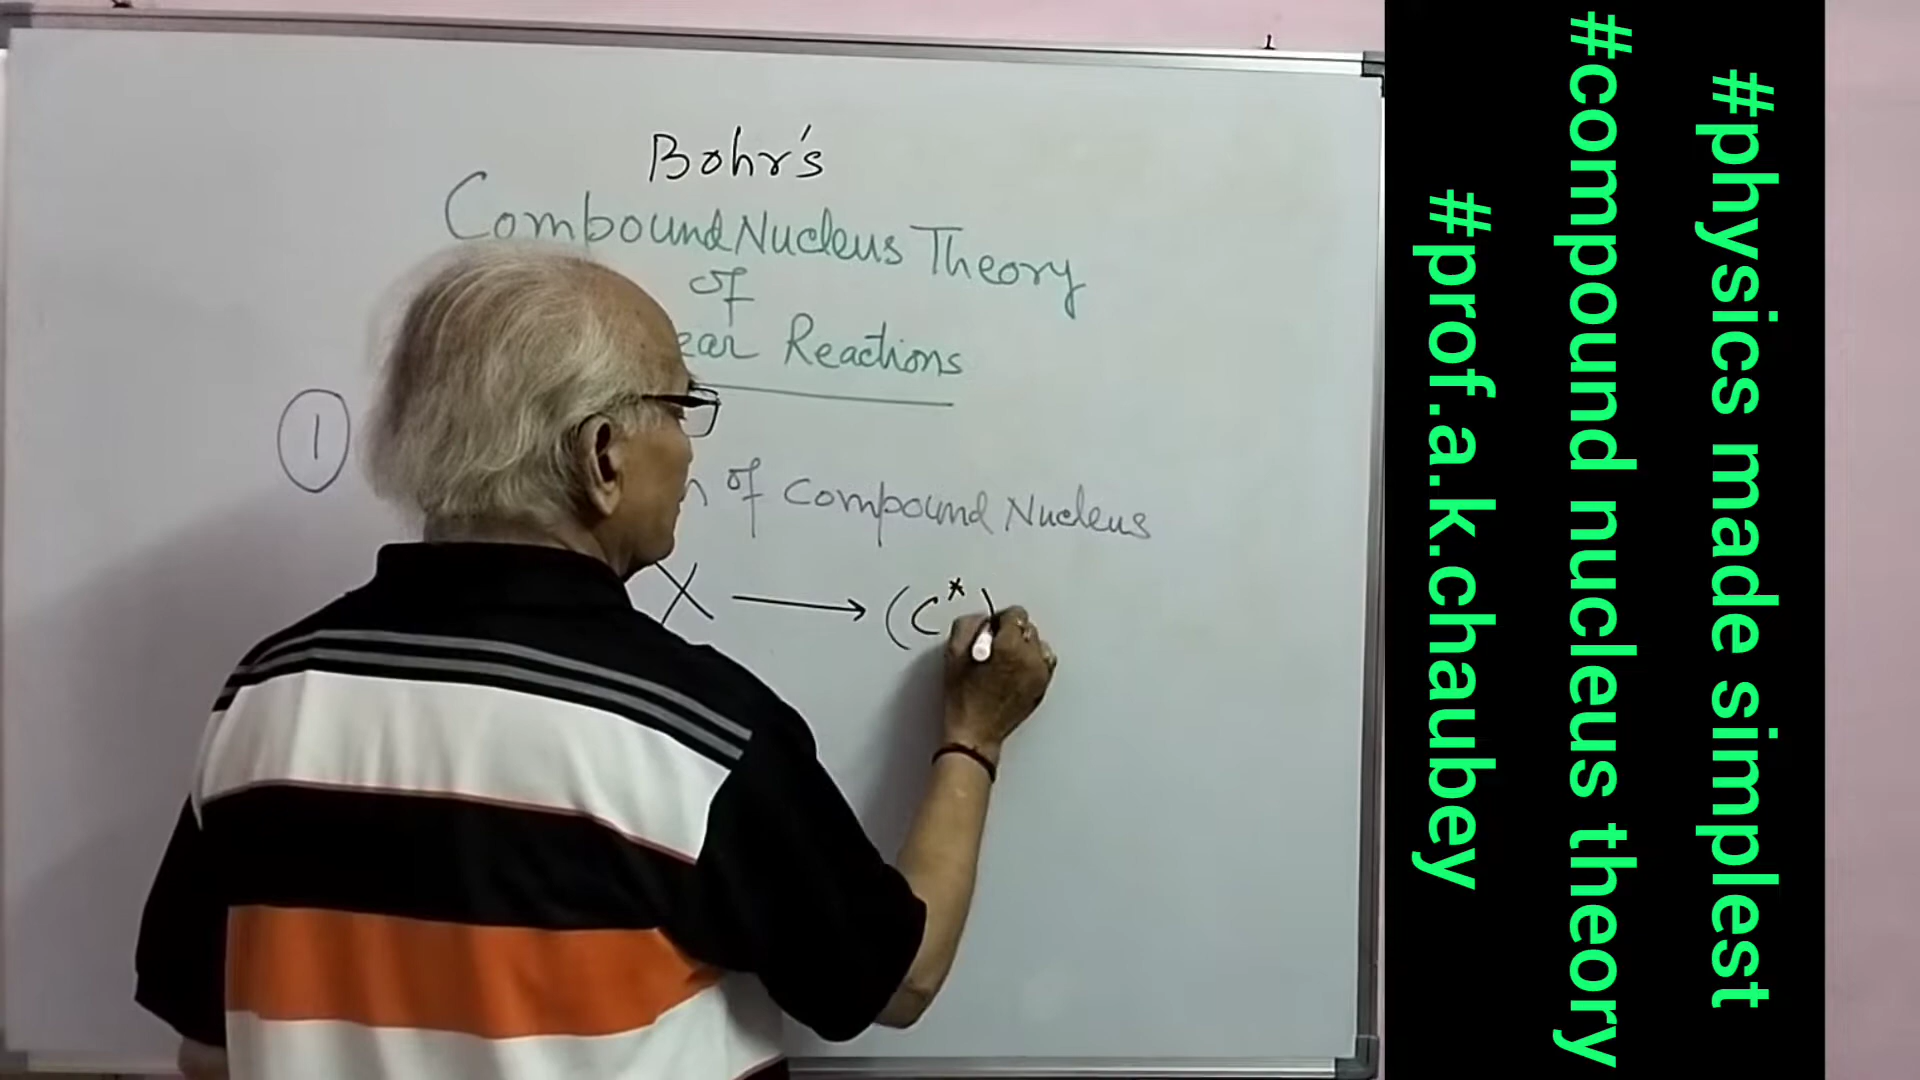 Bohr's
Compound Nucleus Theory
of
Reactions
1
of Compound Nucleus
X ⟶ (C*)
#physics made simplest
#compound nucleus theory
#prof.a.k.chaubey